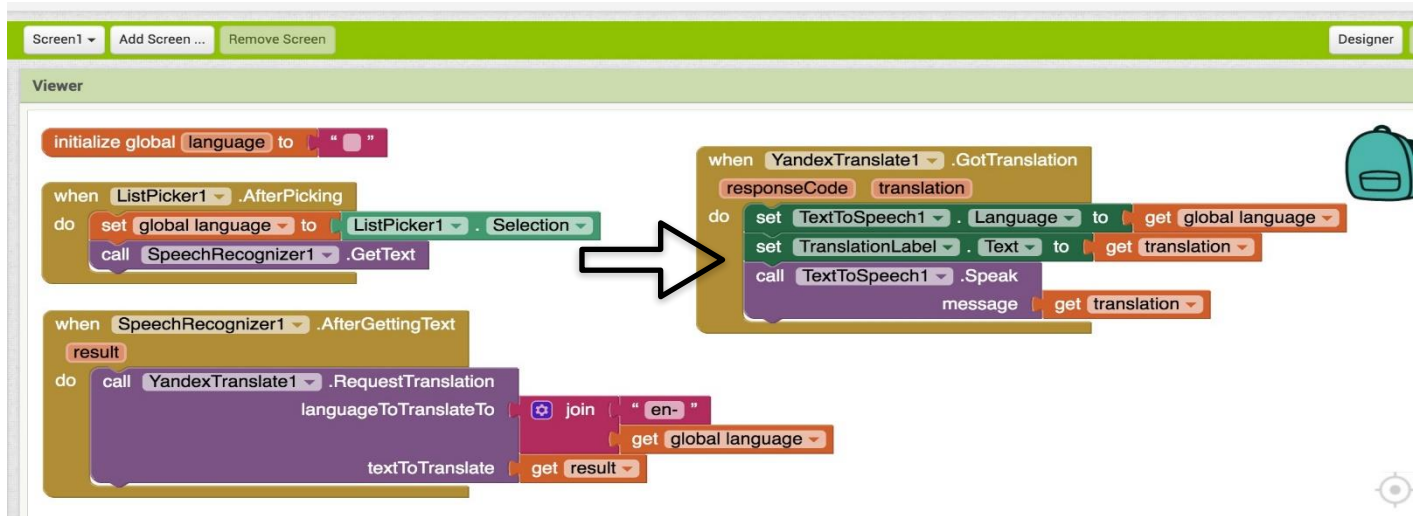 Screen1 Add Screen ... Remove Screen Designer
Viewer
initialize global language to " "
when ListPicker1 .AfterPicking
do set global language to ListPicker1 . Selection
call SpeechRecognizer1 .GetText
when SpeechRecognizer1 .AfterGettingText
result
do call YandexTranslate1 .RequestTranslation
languageToTranslateTo join " en- "
get global language
textToTranslate get result
when YandexTranslate1 .GotTranslation
responseCode translation
do set TextToSpeech1 . Language to get global language
set TranslationLabel . Text to get translation
call TextToSpeech1 .Speak
message get translation